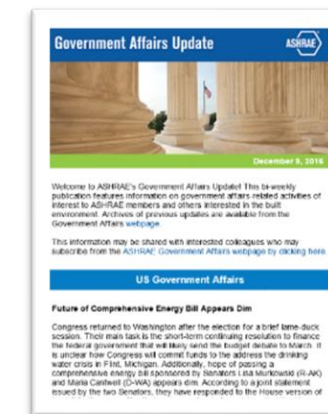 Government Affairs Update
ASHRAE
December 9, 2016
Welcome to ASHRAE's Government Affairs Update! This bi-weekly
publication features information on government affairs related activities of
interest to ASHRAE members and others interested in the built
environment. Archives of previous updates are available from the
Government Affairs webpage.
This information may be shared with interested colleagues who may
subscribe from the ASHRAE Government Affairs webpage by clicking here.
US Government Affairs
Future of Comprehensive Energy Bill Appears Dim
Congress returned to Washington after the election for a brief lame-duck
session. Their main task is the short-term continuing resolution to finance
the federal government that will likely send the budget debate to March. It
is unclear how Congress will commit funds to the address the drinking
water crisis in Flint, Michigan. Additionally, hope of passing a
comprehensive energy bill sponsored by Senators Lisa Murkowski (R-AK)
and Maria Cantwell (D-WA) appears dim. According to a joint statement
issued by the two Senators, they have responded to the House version of